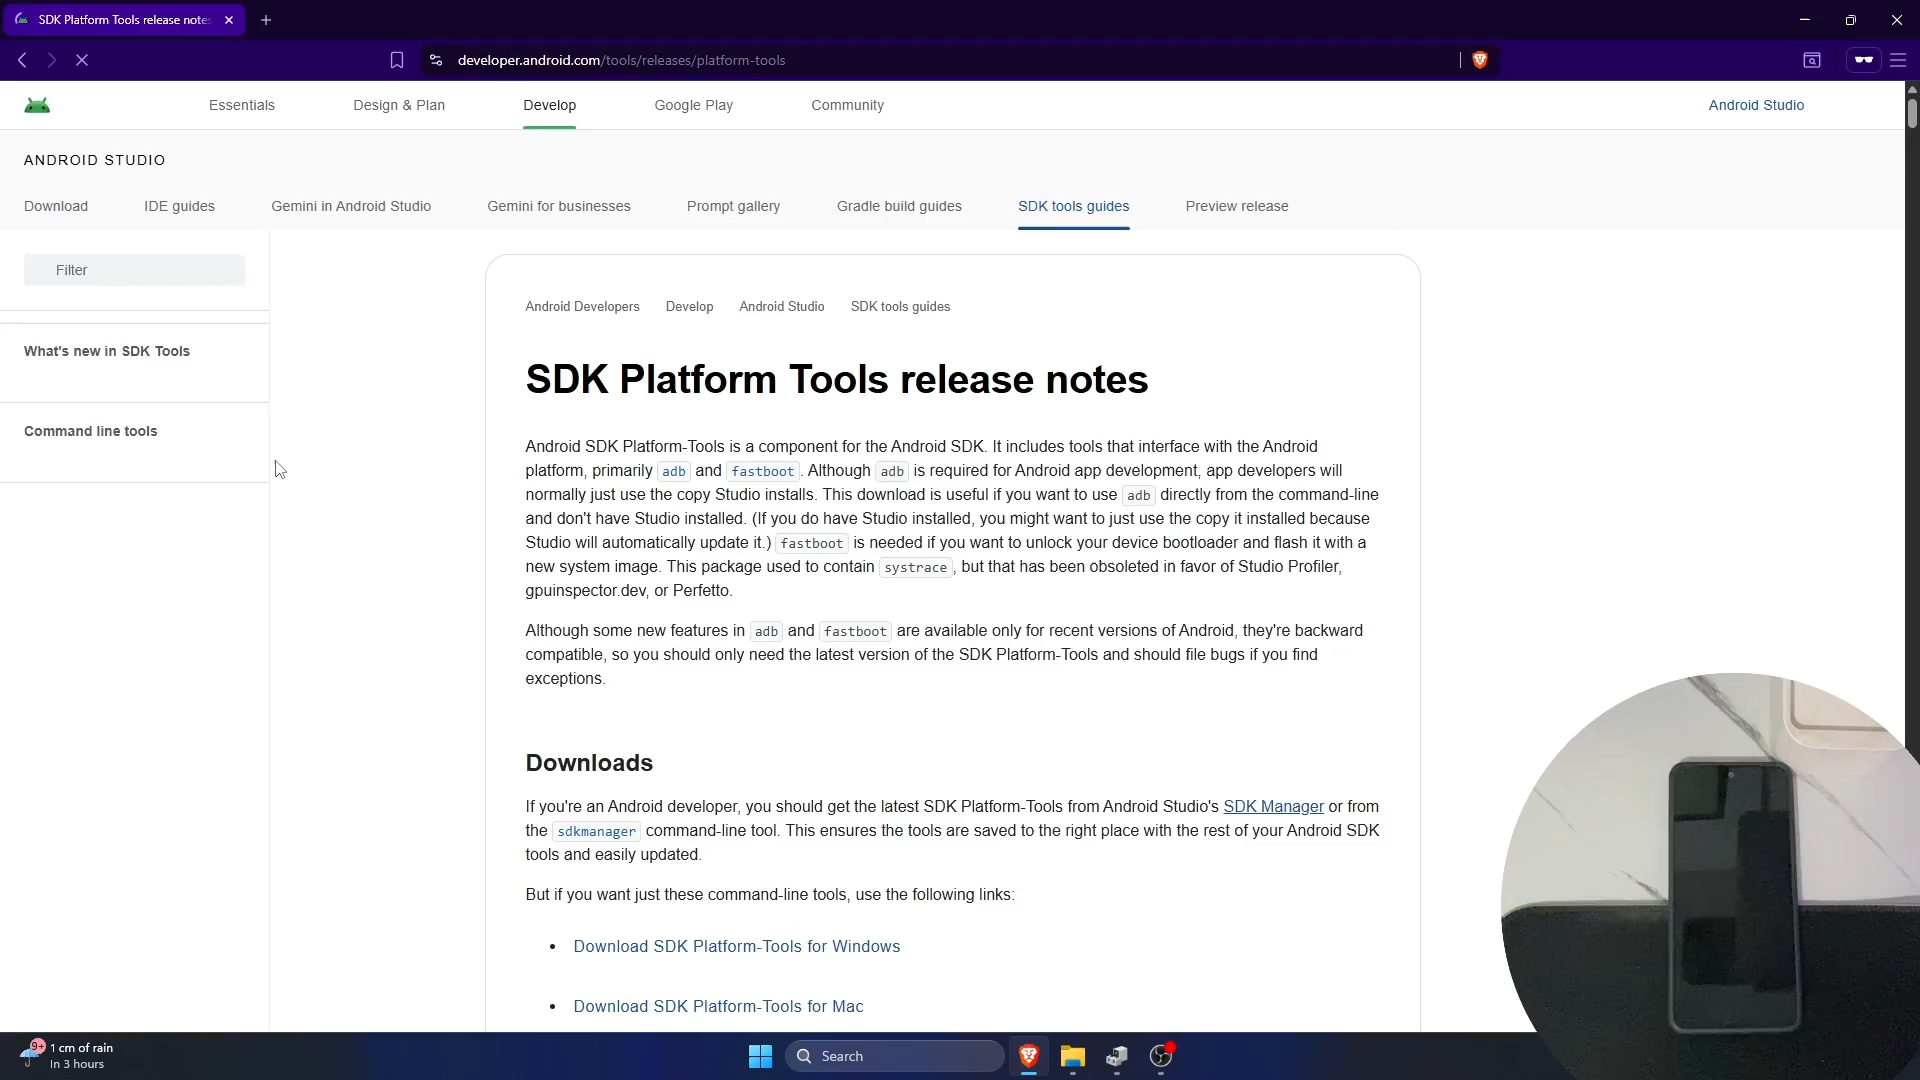 SDK Platform Tools release notes
developer.android.com/tools/releases/platform-tools
Essentials
Design & Plan
Develop
Google Play
Community
Android Studio
ANDROID STUDIO
Download
IDE guides
Gemini in Android Studio
Gemini for businesses
Prompt gallery
Gradle build guides
SDK tools guides
Preview release
Filter
What's new in SDK Tools
Command line tools
Android Developers
Develop
Android Studio
SDK tools guides
SDK Platform Tools release notes
Android SDK Platform-Tools is a component for the Android SDK. It includes tools that interface with the Android
platform, primarily adb and fastboot. Although adb is required for Android app development, app developers will
normally just use the copy Studio installs. This download is useful if you want to use adb directly from the command-line
and don't have Studio installed. (If you do have Studio installed, you might want to just use the copy it installed because
Studio will automatically update it.) fastboot is needed if you want to unlock your device bootloader and flash it with a
new system image. This package used to contain systrace, but that has been obsoleted in favor of Studio Profiler,
gpuinspector.dev, or Perfetto.
Although some new features in adb and fastboot are available only for recent versions of Android, they're backward
compatible, so you should only need the latest version of the SDK Platform-Tools and should file bugs if you find
exceptions.
Downloads
If you're an Android developer, you should get the latest SDK Platform-Tools from Android Studio's SDK Manager or from
the sdkmanager command-line tool. This ensures the tools are saved to the right place with the rest of your Android SDK
tools and easily updated.
But if you want just these command-line tools, use the following links:
• Download SDK Platform-Tools for Windows
• Download SDK Platform-Tools for Mac
9+
1 cm of rain
In 3 hours
Search